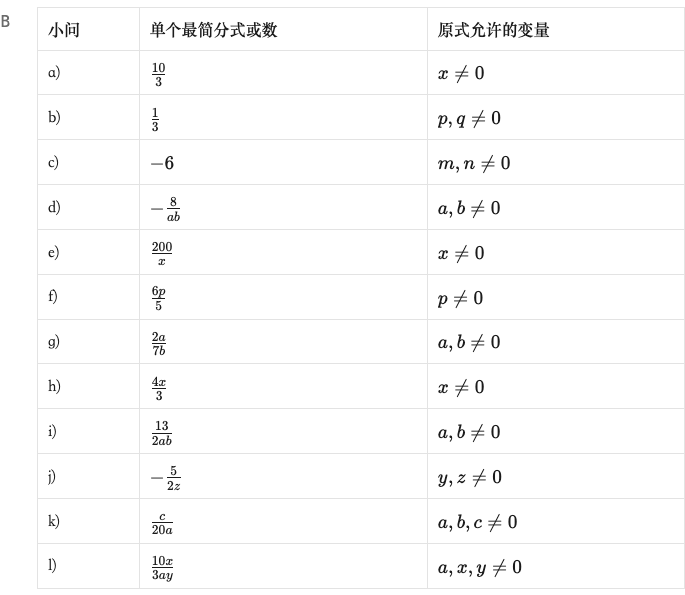 B
小问 单个最简分式或数 原式允许的变量
a) 10/3 x ≠ 0
b) 1/3 p, q ≠ 0
c) −6 m, n ≠ 0
d) −8/ab a, b ≠ 0
e) 200/x x ≠ 0
f) 6p/5 p ≠ 0
g) 2a/7b a, b ≠ 0
h) 4x/3 x ≠ 0
i) 13/2ab a, b ≠ 0
j) −5/2z y, z ≠ 0
k) c/20a a, b, c ≠ 0
l) 10x/3ay a, x, y ≠ 0